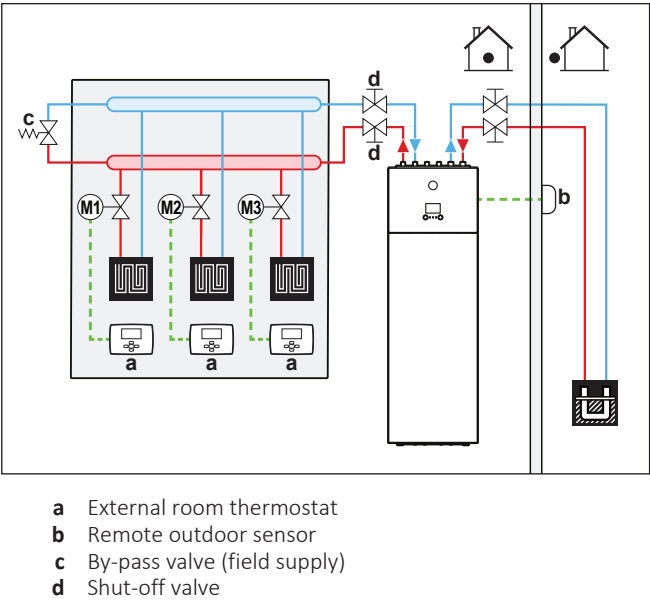 d
c
d
b
M1 M2 M3
a a a
a External room thermostat
b Remote outdoor sensor
c By-pass valve (field supply)
d Shut-off valve